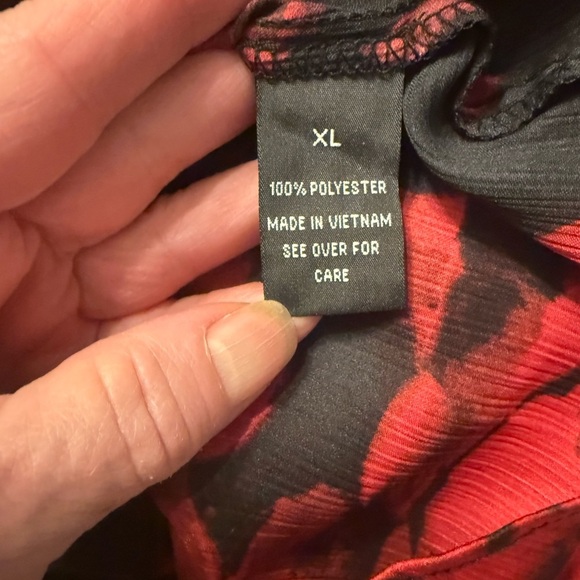 XL
100% POLYESTER
MADE IN VIETNAM
SEE OVER FOR
CARE